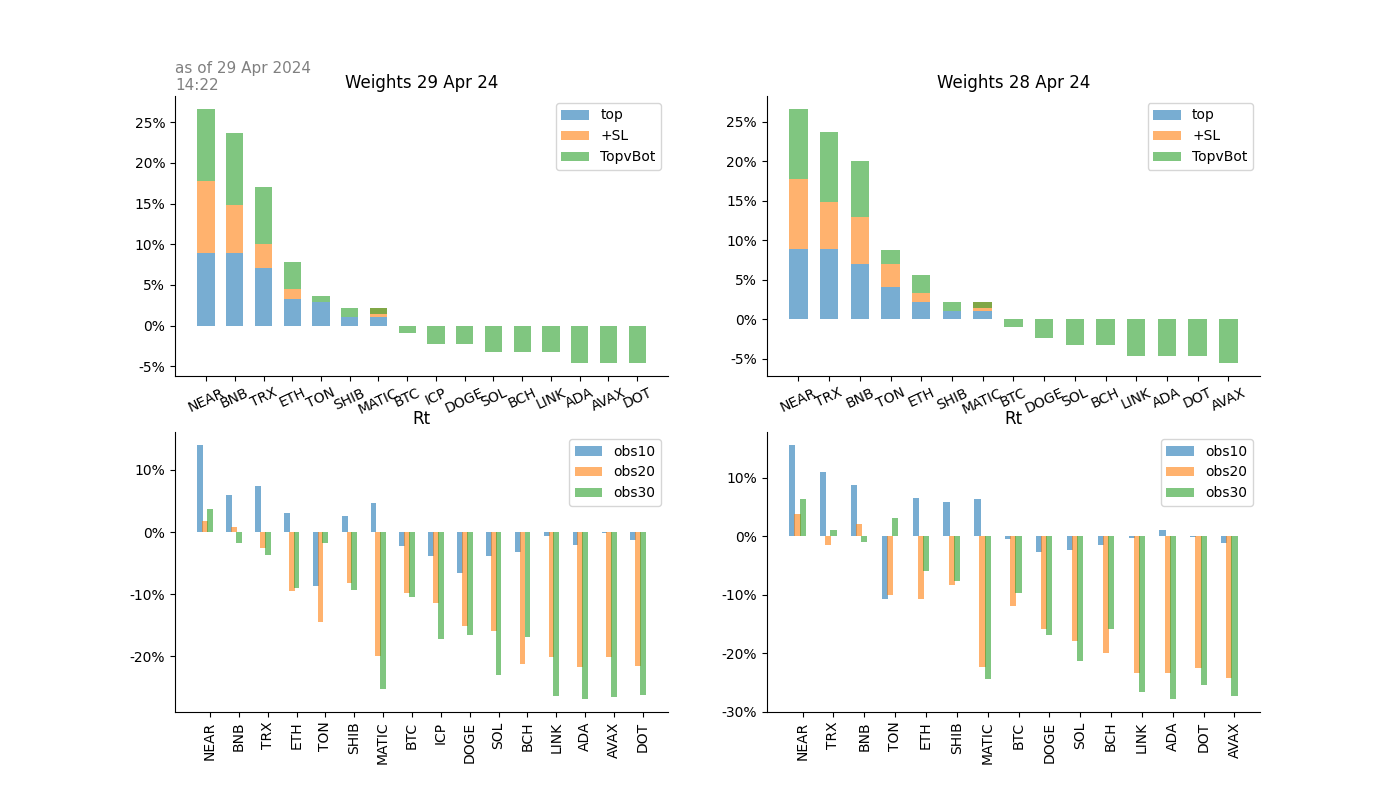 as of 29 Apr 2024
14:22
Weights 29 Apr 24
25%
20%
15%
10%
5%
0%
-5%
top
+SL
TopvBot
NEAR BNB TRX ETH TON SHIB MATIC BTC ICP DOGE SOL BCH LINK ADA AVAX DOT
Weights 28 Apr 24
25%
20%
15%
10%
5%
0%
-5%
top
+SL
TopvBot
NEAR TRX BNB TON ETH SHIB MATIC BTC DOGE SOL BCH LINK ADA DOT AVAX
Rt
10%
0%
-10%
-20%
obs10
obs20
obs30
NEAR BNB TRX ETH TON SHIB MATIC BTC ICP DOGE SOL BCH LINK ADA AVAX DOT
Rt
10%
0%
-10%
-20%
-30%
obs10
obs20
obs30
NEAR TRX BNB TON ETH SHIB MATIC BTC DOGE SOL BCH LINK ADA DOT AVAX